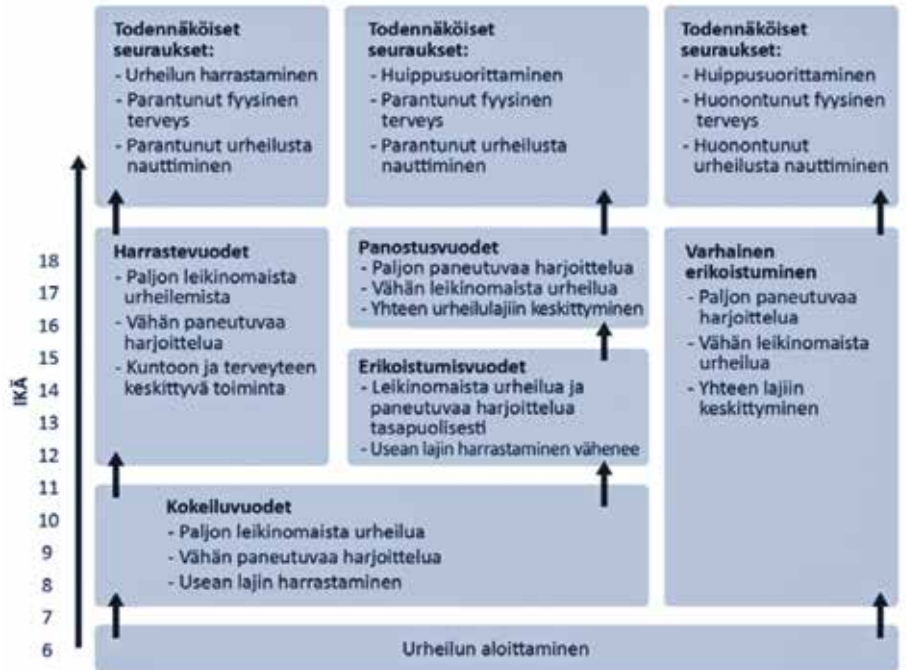 Todennäköiset
seuraukset:
- Urheilun harrastaminen
- Parantunut fyysinen
terveys
- Parantunut urheilusta
nauttiminen
Todennäköiset
seuraukset:
- Huippusuorittaminen
- Parantunut fyysinen
terveys
- Parantunut urheilusta
nauttiminen
Todennäköiset
seuraukset:
- Huippusuorittaminen
- Huonontunut fyysinen
terveys
- Huonontunut
urheilusta nauttiminen
IKÄ
18
17
16
15
14
13
12
11
10
9
8
7
6
Harrastevuodet
- Paljon leikinomaista
urheilemista
- Vähän paneutuvaa
harjoittelua
- Kuntoon ja terveyteen
keskittyvä toiminta
Panostusvuodet
- Paljon paneutuvaa harjoittelua
- Vähän leikinomaista urheilua
- Yhteen urheilulajiin keskittyminen
Erikoistumisvuodet
- Leikinomaista urheilua ja
paneutuvaa harjoittelua
tasapuolisesti
- Usean lajin harrastaminen vähenee
Varhainen
erikoistuminen
- Paljon paneutuvaa
harjoittelua
- Vähän leikinomaista
urheilua
- Yhteen lajiin
keskittyminen
Kokeiluvuodet
- Paljon leikinomaista urheilua
- Vähän paneutuvaa harjoittelua
- Usean lajin harrastaminen
Urheilun aloittaminen